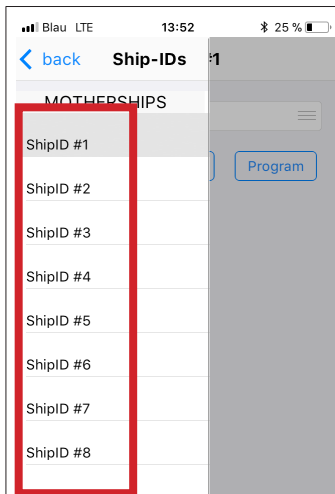 Blau LTE 13:52 25 %
back Ship-IDs #1
MOTHERSHIPS
Program
ShipID #1
ShipID #2
ShipID #3
ShipID #4
ShipID #5
ShipID #6
ShipID #7
ShipID #8